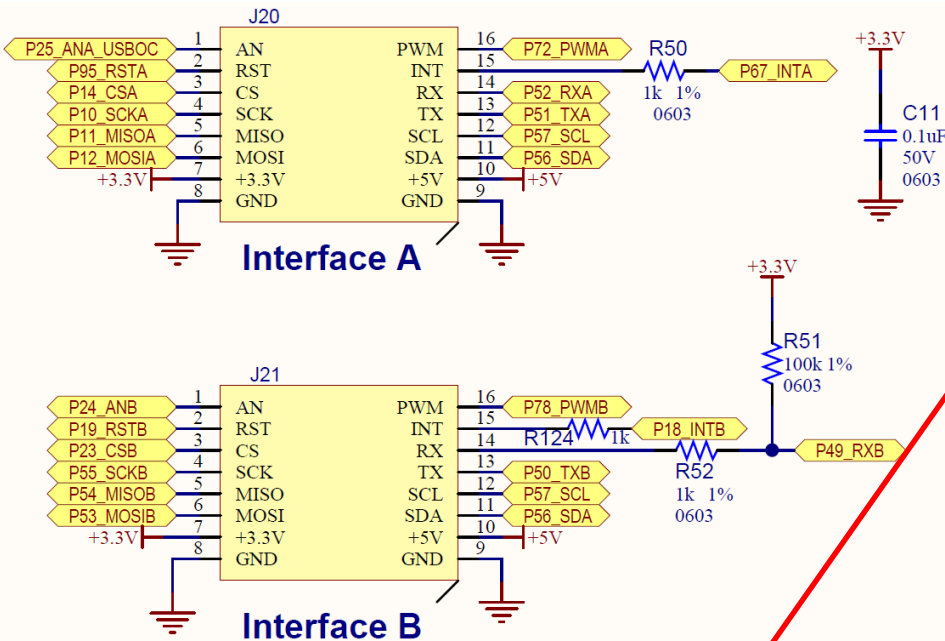 J20
P25_ANA_USBOC 1 AN PWM 16 P72_PWMA
P95_RSTA 2 RST INT 15 R50 1k 1% 0603 P67_INTA
P14_CSA 3 CS RX 14 P52_RXA
P10_SCKA 4 SCK TX 13 P51_TXA
P11_MISOA 5 MISO SCL 12 P57_SCL
P12_MOSIA 6 MOSI SDA 11 P56_SDA
+3.3V 7 +3.3V +5V 10 +5V
8 GND GND 9
Interface A
+3.3V
C11
0.1uF
50V
0603
J21
P24_ANB 1 AN PWM 16 P78_PWMB
P19_RSTB 2 RST INT 15 R124 1k P18_INTB
P23_CSB 3 CS RX 14 R52 1k 1% 0603 P49_RXB
P55_SCKB 4 SCK TX 13 P50_TXB
P54_MISOB 5 MISO SCL 12 P57_SCL
P53_MOSIB 6 MOSI SDA 11 P56_SDA
+3.3V 7 +3.3V +5V 10 +5V
8 GND GND 9
Interface B
+3.3V
R51
100k 1%
0603